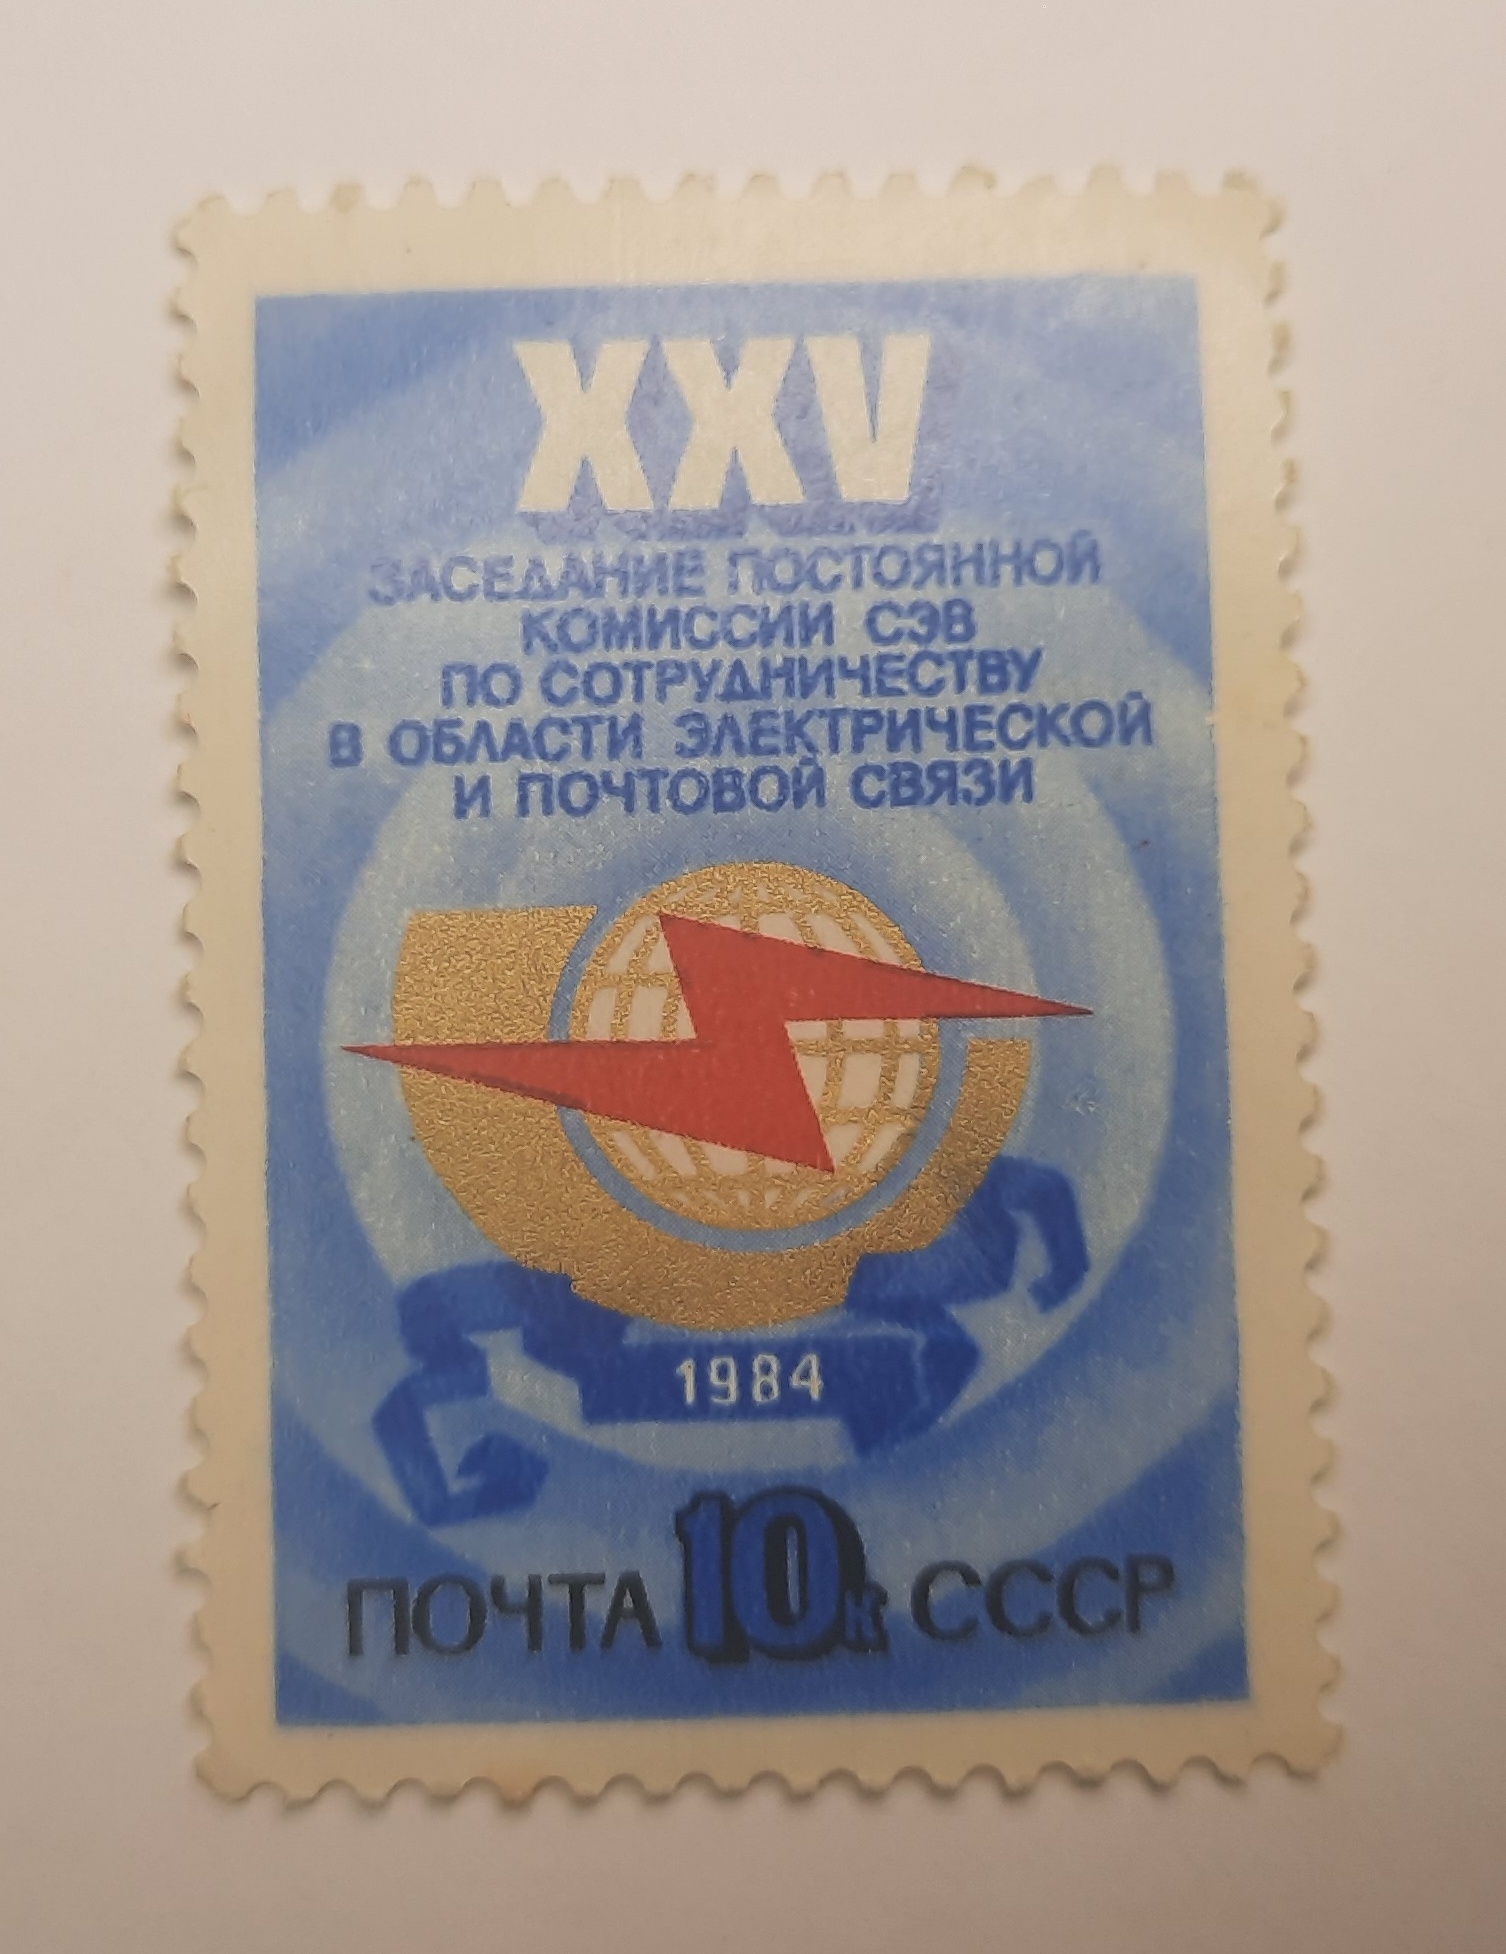 XXV
ЗАСЕДАНИЕ ПОСТОЯННОЙ
КОМИССИИ СЭВ
ПО СОТРУДНИЧЕСТВУ
В ОБЛАСТИ ЭЛЕКТРИЧЕСКОЙ
И ПОЧТОВОЙ СВЯЗИ
1984
ПОЧТА 10к СССР